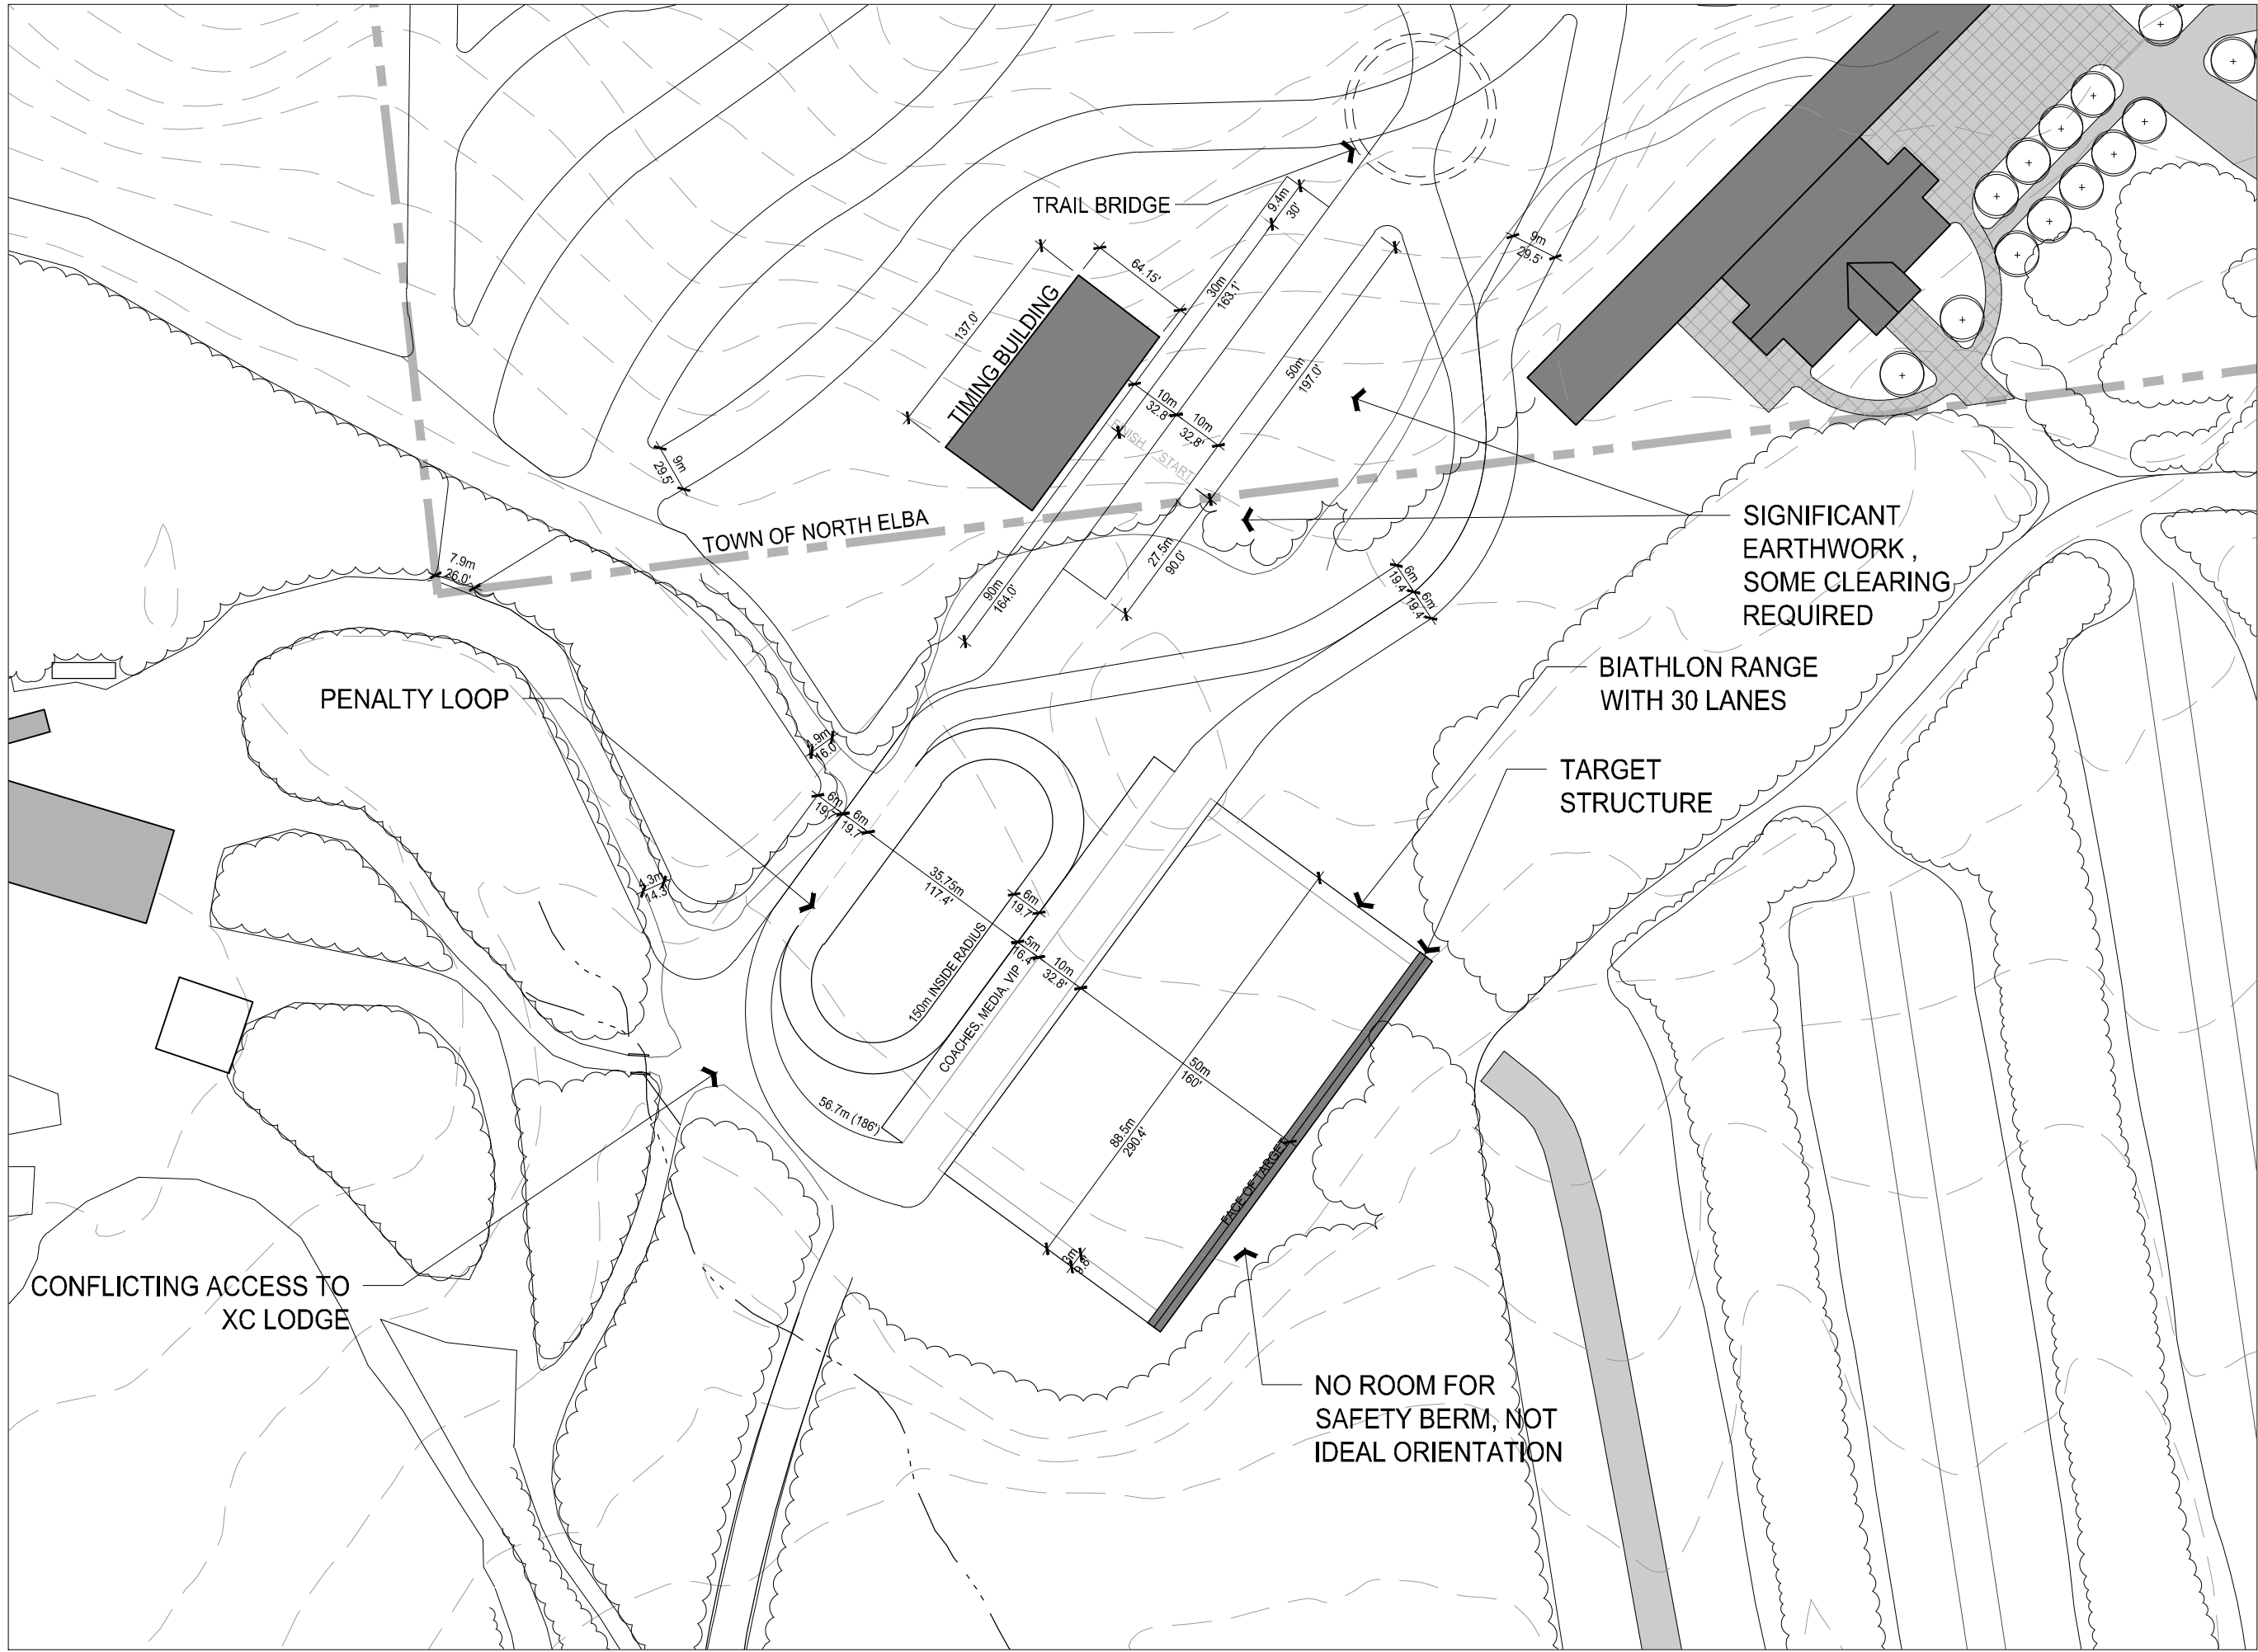 TRAIL BRIDGE
9.4m
30'
64.15'
137.0'
TIMING BUILDING
30m
163.1'
9m
29.5'
50m
197.0'
10m
32.8'
10m
32.8'
FINISH
START
9m
29.5'
TOWN OF NORTH ELBA
SIGNIFICANT
EARTHWORK ,
SOME CLEARING
REQUIRED
7.9m
26.0'
27.5m
90.0'
90m
164.0'
6m
19.4'
6m
19.4'
BIATHLON RANGE
WITH 30 LANES
PENALTY LOOP
16.0'
TARGET
STRUCTURE
6m
19.7'
6m
19.7'
35.75m
117.4'
6m
19.7'
4.3m
14.3'
5m
16.4'
10m
32.8'
150m INSIDE RADIUS
COACHES, MEDIA, VIP
50m
160'
56.7m (186')
88.5m
290.4'
FACE OF TARGET
3m
9.8'
CONFLICTING ACCESS TO
XC LODGE
NO ROOM FOR
SAFETY BERM, NOT
IDEAL ORIENTATION